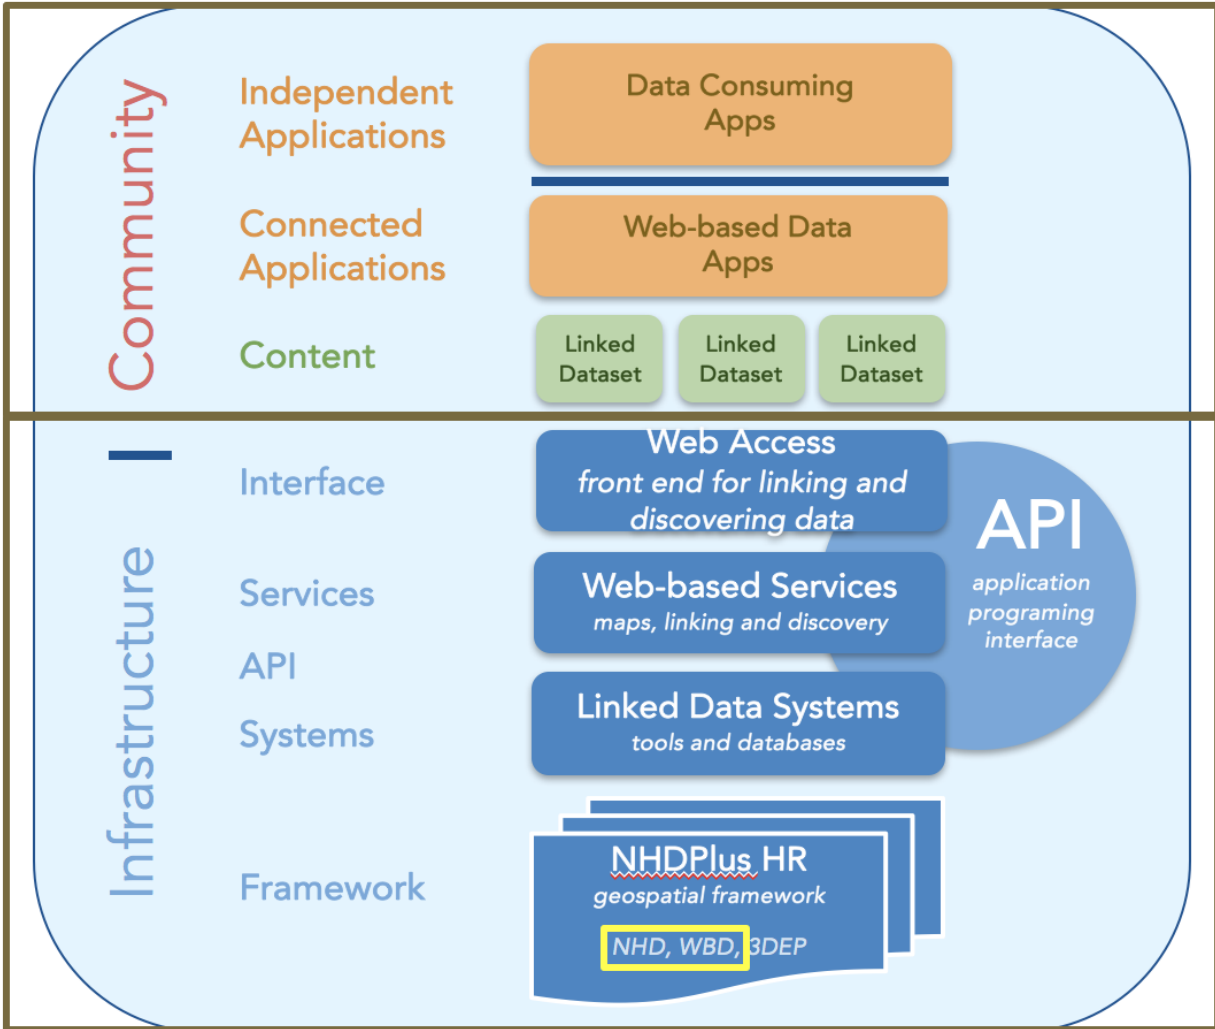 Community
Independent
Applications
Data Consuming
Apps
Connected
Applications
Web-based Data
Apps
Content
Linked
Dataset
Linked
Dataset
Linked
Dataset
Infrastructure
Interface
Web Access
front end for linking and
discovering data
API
application
programing
interface
Services
Web-based Services
maps, linking and discovery
API
Systems
Linked Data Systems
tools and databases
Framework
NHDPlus HR
geospatial framework
NHD, WBD, 3DEP